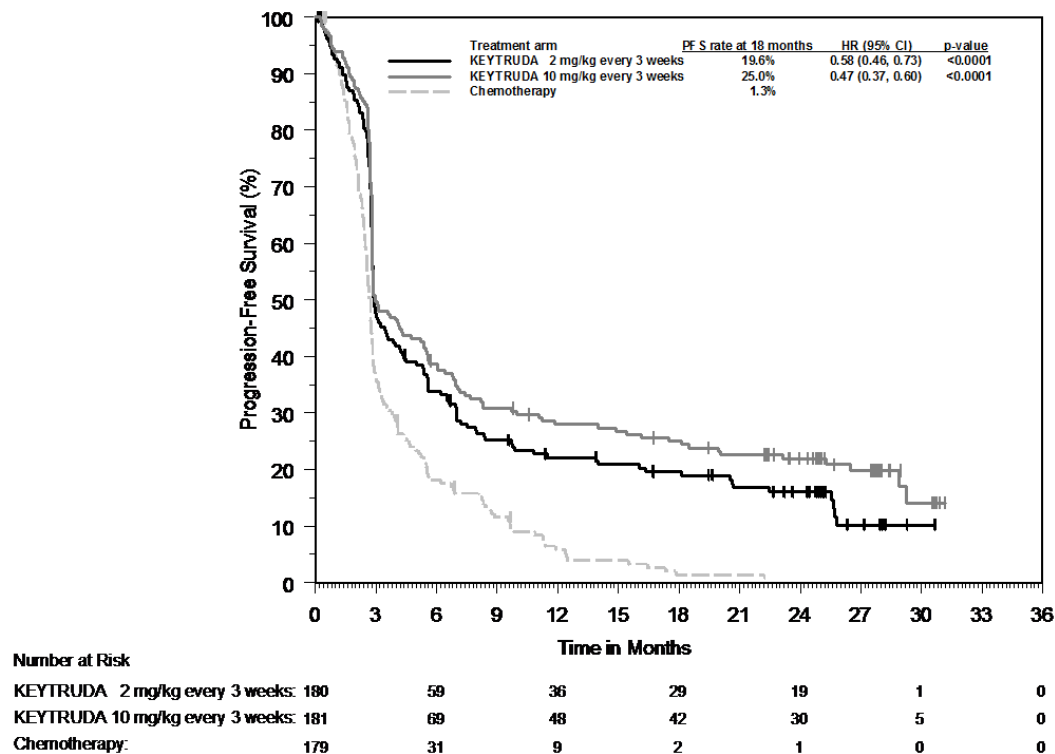 Treatment arm PFS rate at 18 months HR (95% CI) p-value
KEYTRUDA 2 mg/kg every 3 weeks 19.6% 0.58 (0.46, 0.73) <0.0001
KEYTRUDA 10 mg/kg every 3 weeks 25.0% 0.47 (0.37, 0.60) <0.0001
Chemotherapy 1.3%
Progression-Free Survival (%)
100
90
80
70
60
50
40
30
20
10
0
0 3 6 9 12 15 18 21 24 27 30 33 36
Time in Months
Number at Risk
KEYTRUDA 2 mg/kg every 3 weeks: 180 59 36 29 19 1 0
KEYTRUDA 10 mg/kg every 3 weeks: 181 69 48 42 30 5 0
Chemotherapy: 179 31 9 2 1 0 0